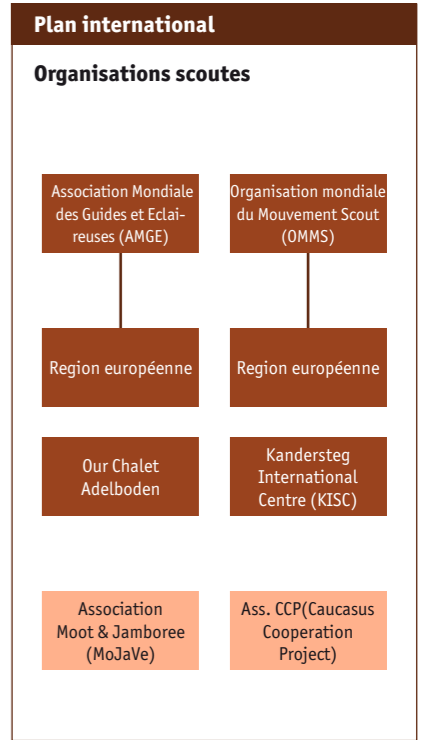 Plan international
Organisations scoutes
Association Mondiale
des Guides et Eclai-
reuses (AMGE)
Organisation mondiale
du Mouvement Scout
(OMMS)
Region européenne
Region européenne
Our Chalet
Adelboden
Kandersteg
International
Centre (KISC)
Association
Moot & Jamboree
(MoJaVe)
Ass. CCP(Caucasus
Cooperation
Project)